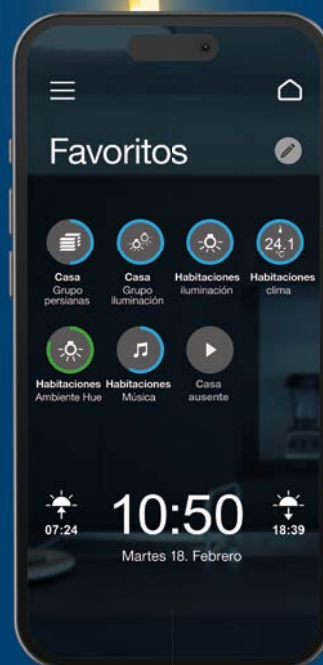 Favoritos
24.1
°C
Casa
Grupo
persianas
Casa
Grupo
iluminación
Habitaciones
iluminación
Habitaciones
clima
Habitaciones
Ambiente Hue
Habitaciones
Música
Casa
ausente
07:24
10:50
18:39
Martes 18. Febrero